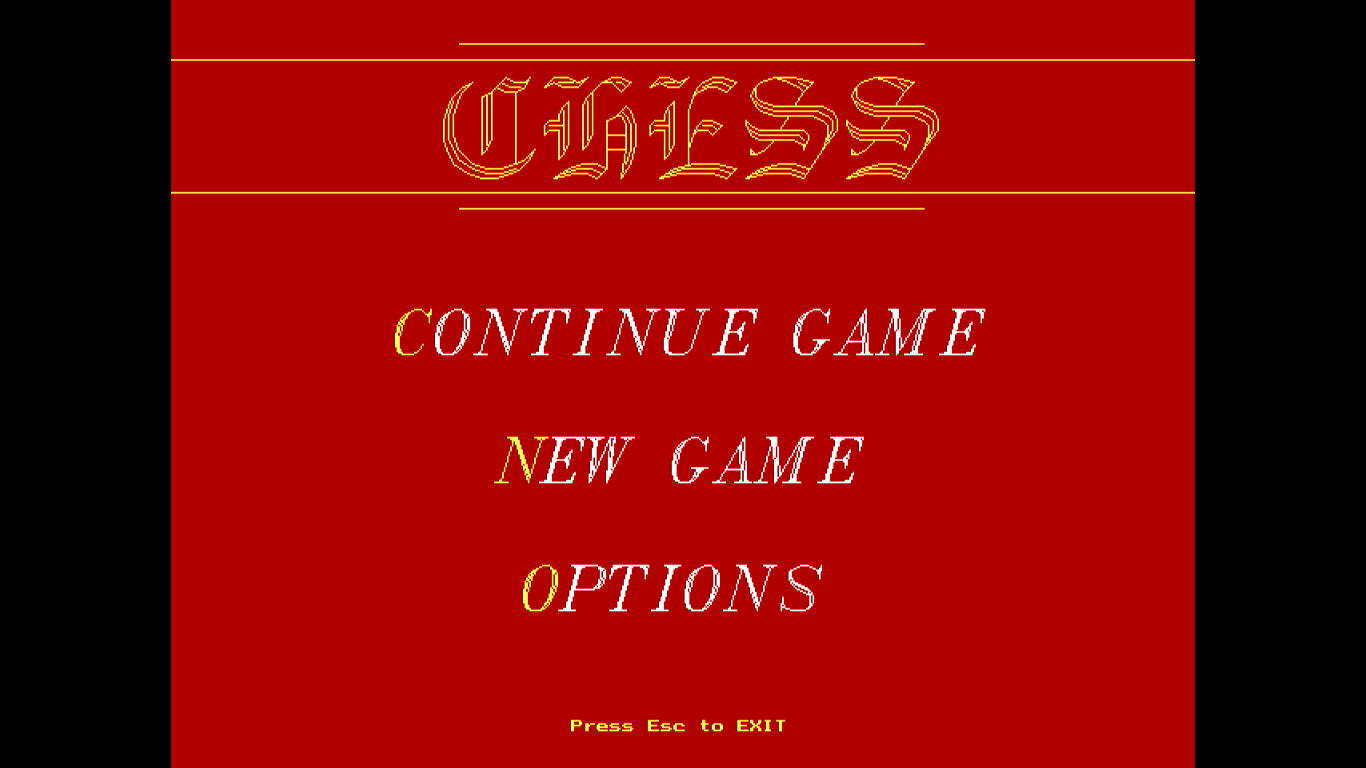 CHESS
CONTINUE GAME
NEW GAME
OPTIONS
Press Esc to EXIT